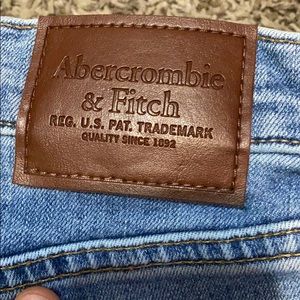 Abercrombie
& Fitch
REG. U.S. PAT. TRADEMARK
QUALITY SINCE 1892